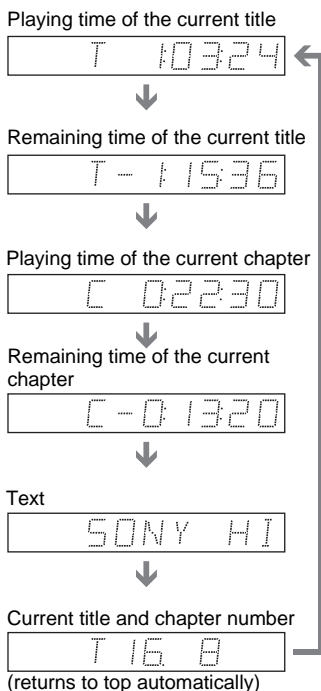 Playing time of the current title
T 1:03:24
Remaining time of the current title
T – 1:15:36
Playing time of the current chapter
C 0:22:30
Remaining time of the current
chapter
C – 0:13:20
Text
SONY HI
Current title and chapter number
T 16. 8
(returns to top automatically)